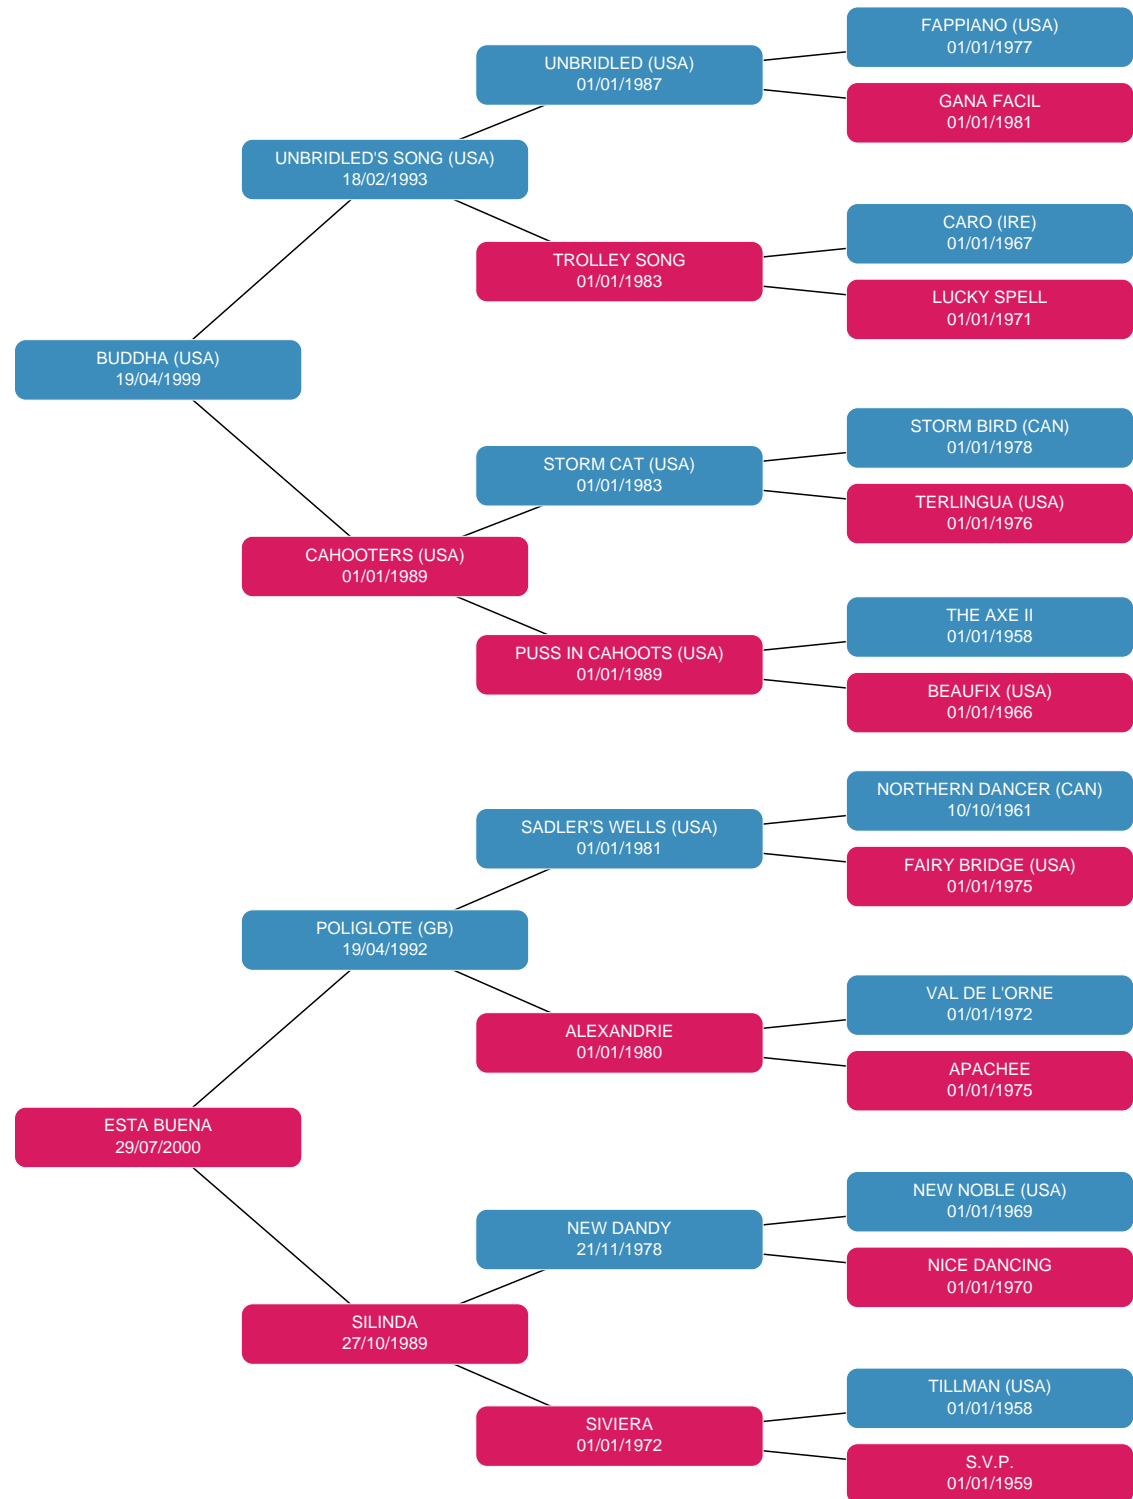 FAPPIANO (USA)
01/01/1977
UNBRIDLED (USA)
01/01/1987
GANA FACIL
01/01/1981
UNBRIDLED'S SONG (USA)
18/02/1993
CARO (IRE)
01/01/1967
TROLLEY SONG
01/01/1983
LUCKY SPELL
01/01/1971
BUDDHA (USA)
19/04/1999
STORM BIRD (CAN)
01/01/1978
STORM CAT (USA)
01/01/1983
TERLINGUA (USA)
01/01/1976
CAHOOTERS (USA)
01/01/1989
THE AXE II
01/01/1958
PUSS IN CAHOOTS (USA)
01/01/1989
BEAUFIX (USA)
01/01/1966
NORTHERN DANCER (CAN)
10/10/1961
SADLER'S WELLS (USA)
01/01/1981
FAIRY BRIDGE (USA)
01/01/1975
POLIGLOTE (GB)
19/04/1992
VAL DE L'ORNE
01/01/1972
ALEXANDRIE
01/01/1980
APACHEE
01/01/1975
ESTA BUENA
29/07/2000
NEW NOBLE (USA)
01/01/1969
NEW DANDY
21/11/1978
NICE DANCING
01/01/1970
SILINDA
27/10/1989
TILLMAN (USA)
01/01/1958
SIVIERA
01/01/1972
S.V.P.
01/01/1959